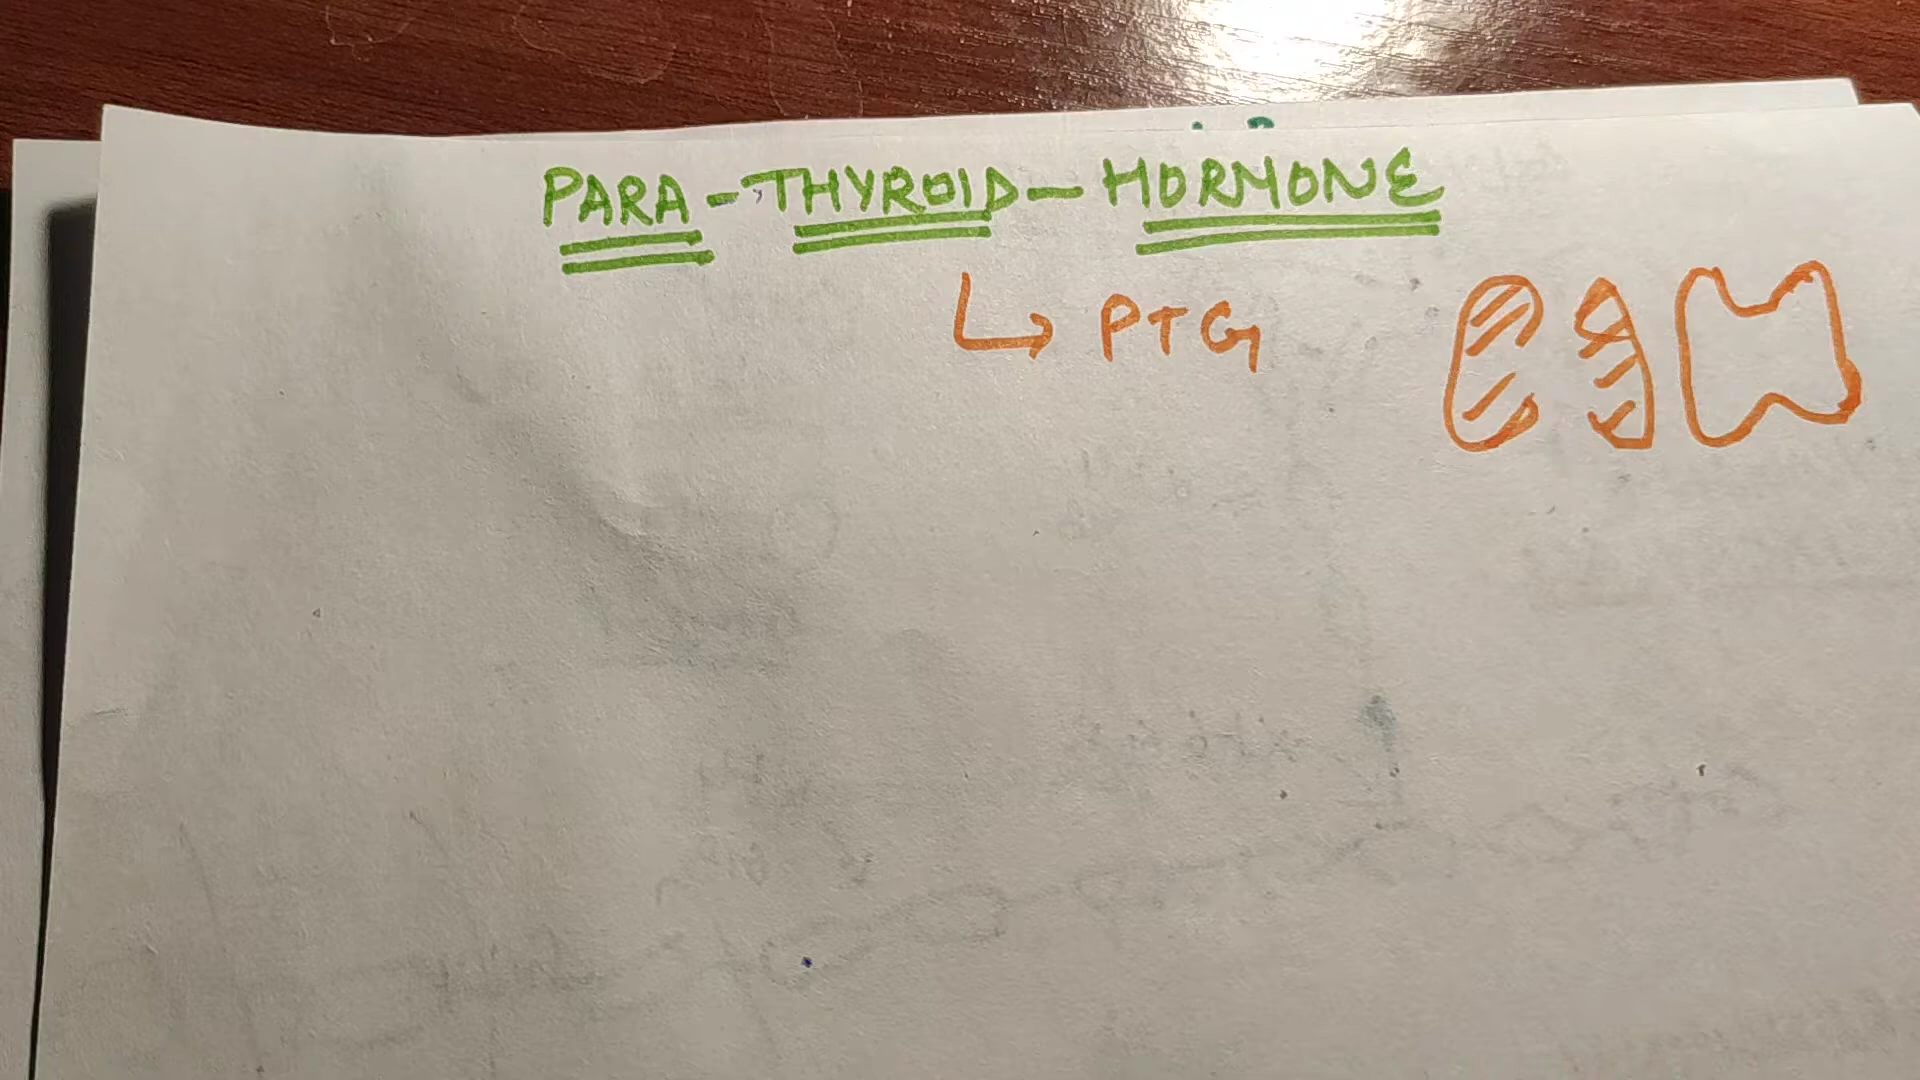 PARA - THYROID - HORMONE
↳ PTG